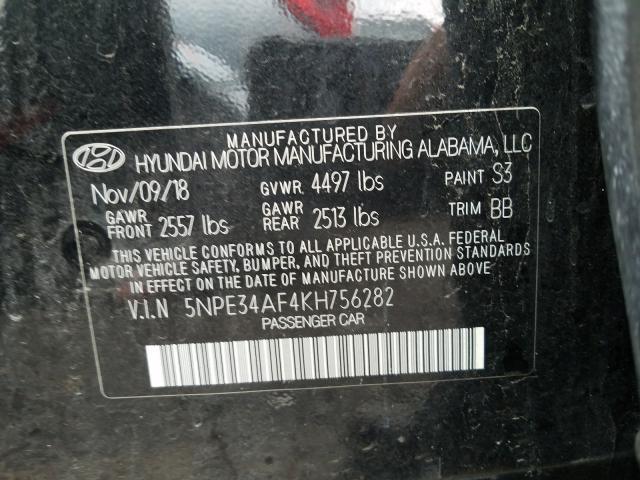 MANUFACTURED BY
HYUNDAI MOTOR MANUFACTURING ALABAMA, LLC
Nov/09/18 GVWR 4497 lbs PAINT S3
GAWR FRONT 2557 lbs GAWR REAR 2513 lbs TRIM BB
THIS VEHICLE CONFORMS TO ALL APPLICABLE U.S.A. FEDERAL
MOTOR VEHICLE SAFETY, BUMPER, AND THEFT PREVENTION STANDARDS
IN EFFECT ON THE DATE OF MANUFACTURE SHOWN ABOVE.
V.I.N 5NPE34AF4KH756282
PASSENGER CAR